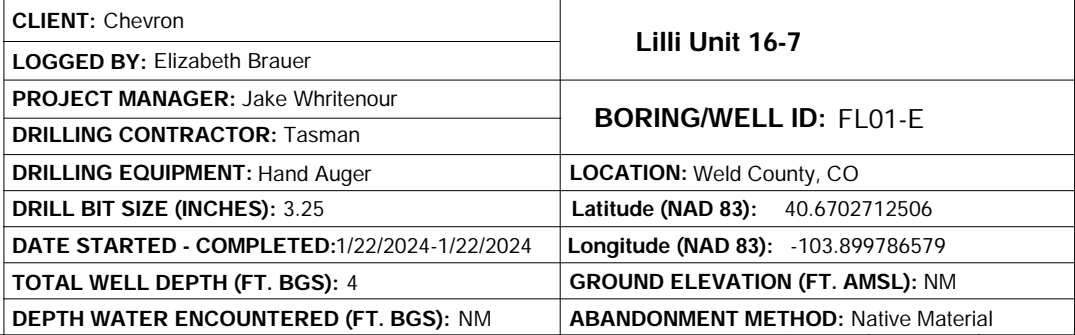 CLIENT: Chevron
LOGGED BY: Elizabeth Brauer
Lilli Unit 16-7
PROJECT MANAGER: Jake Whritenour
DRILLING CONTRACTOR: Tasman
BORING/WELL ID: FL01-E
DRILLING EQUIPMENT: Hand Auger
LOCATION: Weld County, CO
DRILL BIT SIZE (INCHES): 3.25
Latitude (NAD 83): 40.6702712506
DATE STARTED - COMPLETED:1/22/2024-1/22/2024
Longitude (NAD 83): -103.899786579
TOTAL WELL DEPTH (FT. BGS): 4
GROUND ELEVATION (FT. AMSL): NM
DEPTH WATER ENCOUNTERED (FT. BGS): NM
ABANDONMENT METHOD: Native Material